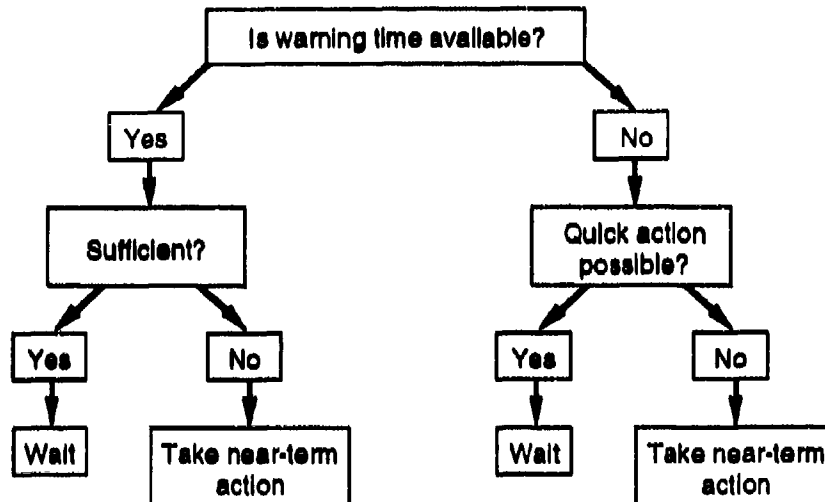 Is warning time available?
Yes
No
Sufficient?
Quick action
possible?
Yes
No
Yes
No
Wait
Take near-term
action
Wait
Take near-term
action